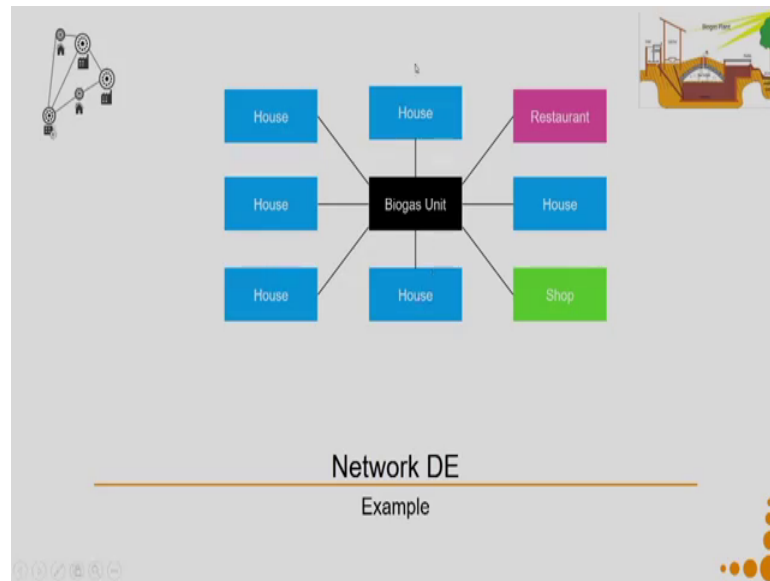 Biogas Plant
House
House
Restaurant
House
Biogas Unit
House
House
House
Shop
Network DE
Example